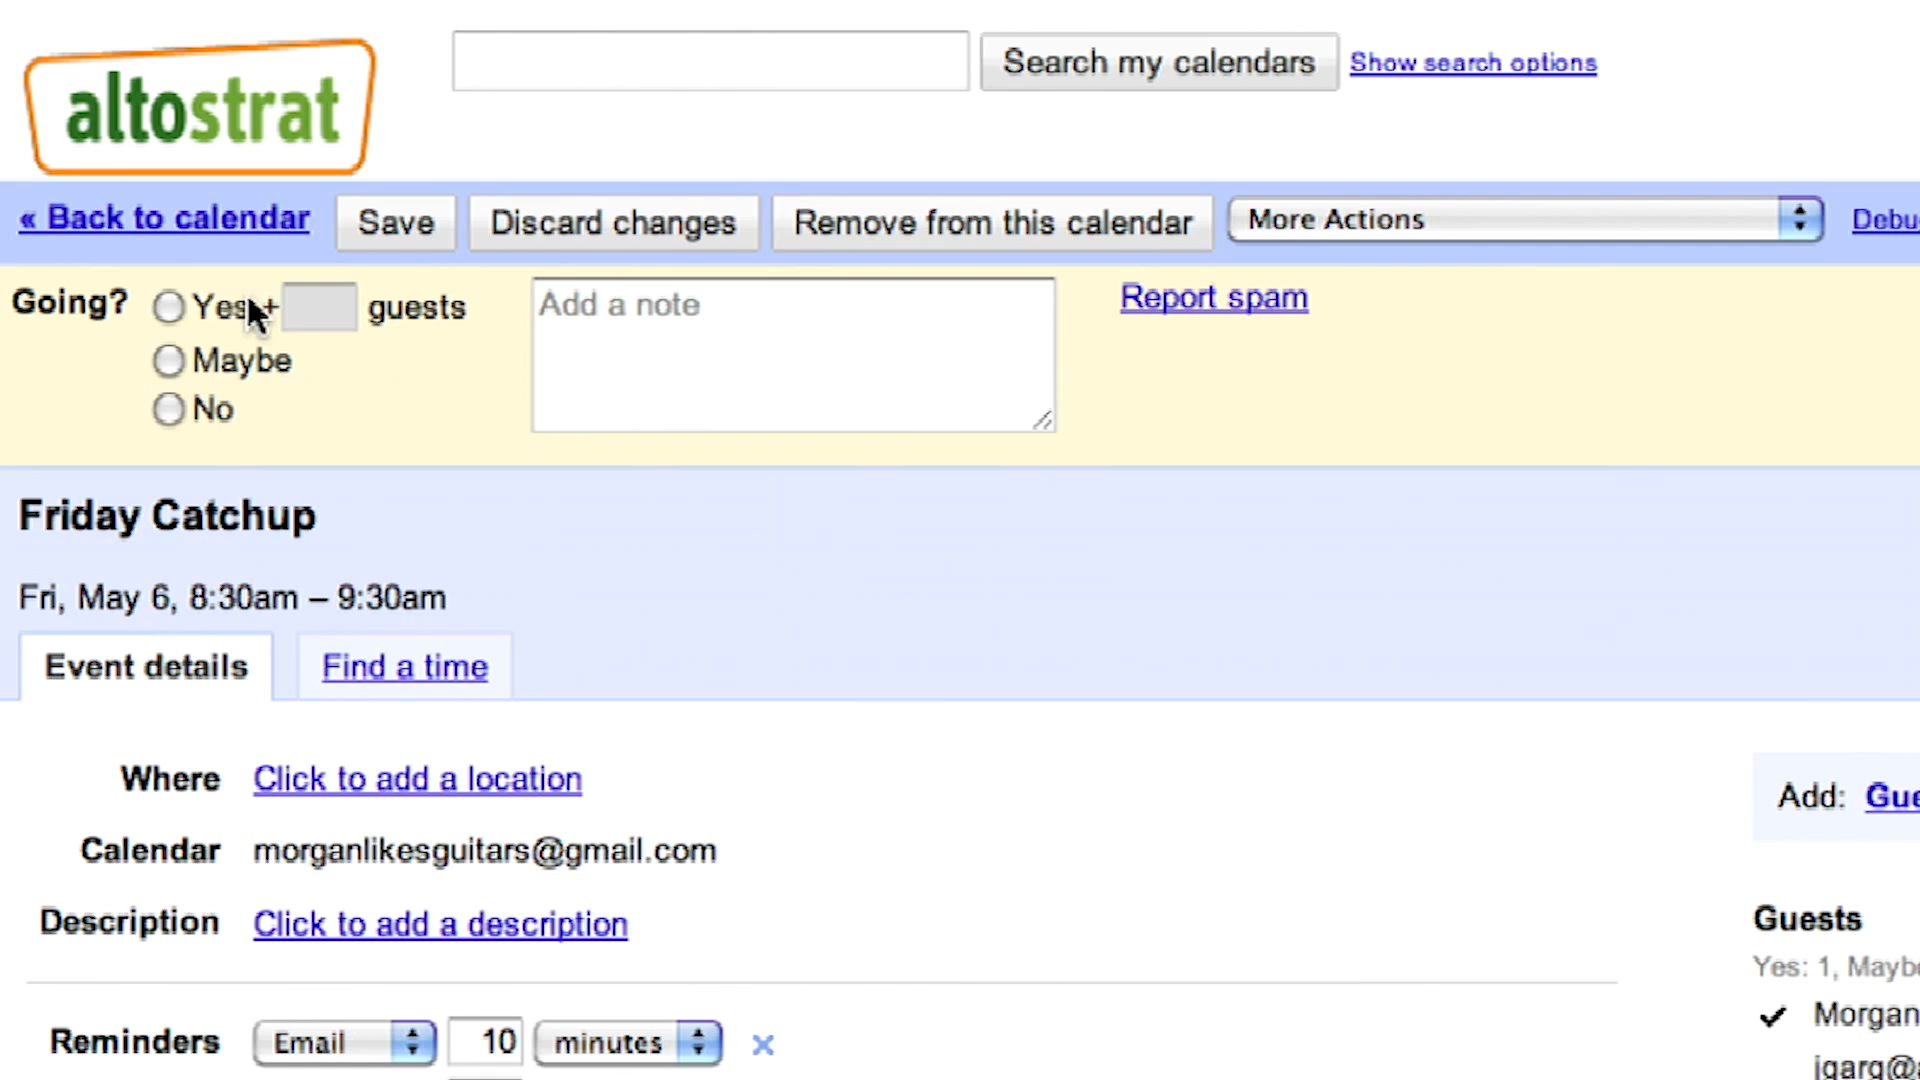 altostrat
Search my calendars
Show search options
« Back to calendar
Save
Discard changes
Remove from this calendar
More Actions
Going?
Yes + guests
Maybe
No
Add a note
Report spam
Friday Catchup
Fri, May 6, 8:30am – 9:30am
Event details
Find a time
Where Click to add a location
Calendar morganlikesguitars@gmail.com
Description Click to add a description
Reminders Email 10 minutes ×
Add:
Guests
Yes: 1,
Morgan